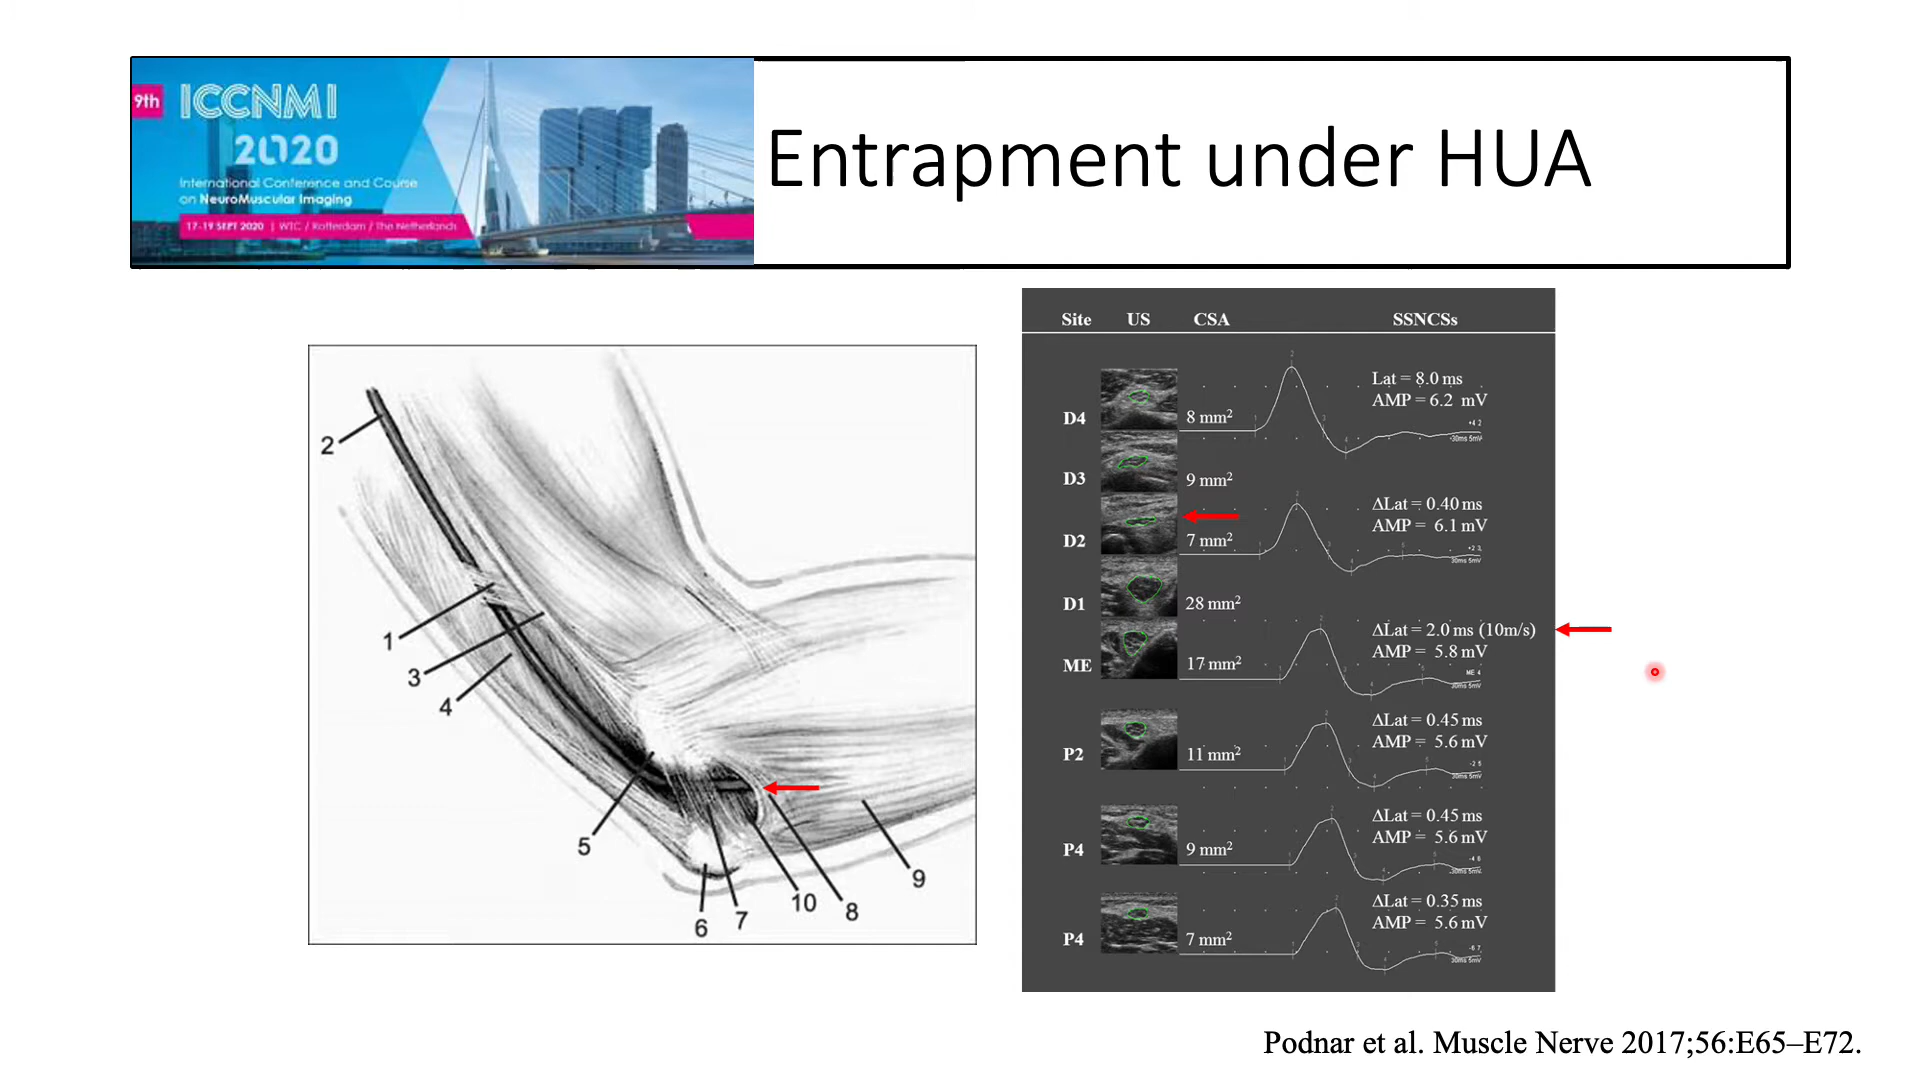 9th
ICCNMI
2020
International Conference and Course
on NeuroMuscular Imaging
17-19 SEPT 2020 | WTC / Rotterdam / The Netherlands
Entrapment under HUA
2
1
3
4
5
6
7
10
8
9
Site US CSA SSNCSs
Lat = 8.0 ms
AMP = 6.2 mV
D4 8 mm²
D3 9 mm²
ΔLat = 0.40 ms
AMP = 6.1 mV
D2 7 mm²
D1 28 mm²
ΔLat = 2.0 ms (10m/s)
AMP = 5.8 mV
ME 17 mm²
ME 4
ΔLat = 0.45 ms
AMP = 5.6 mV
P2 11 mm²
ΔLat = 0.45 ms
AMP = 5.6 mV
P4 9 mm²
ΔLat = 0.35 ms
AMP = 5.6 mV
P4 7 mm²
Podnar et al. Muscle Nerve 2017;56:E65–E72.